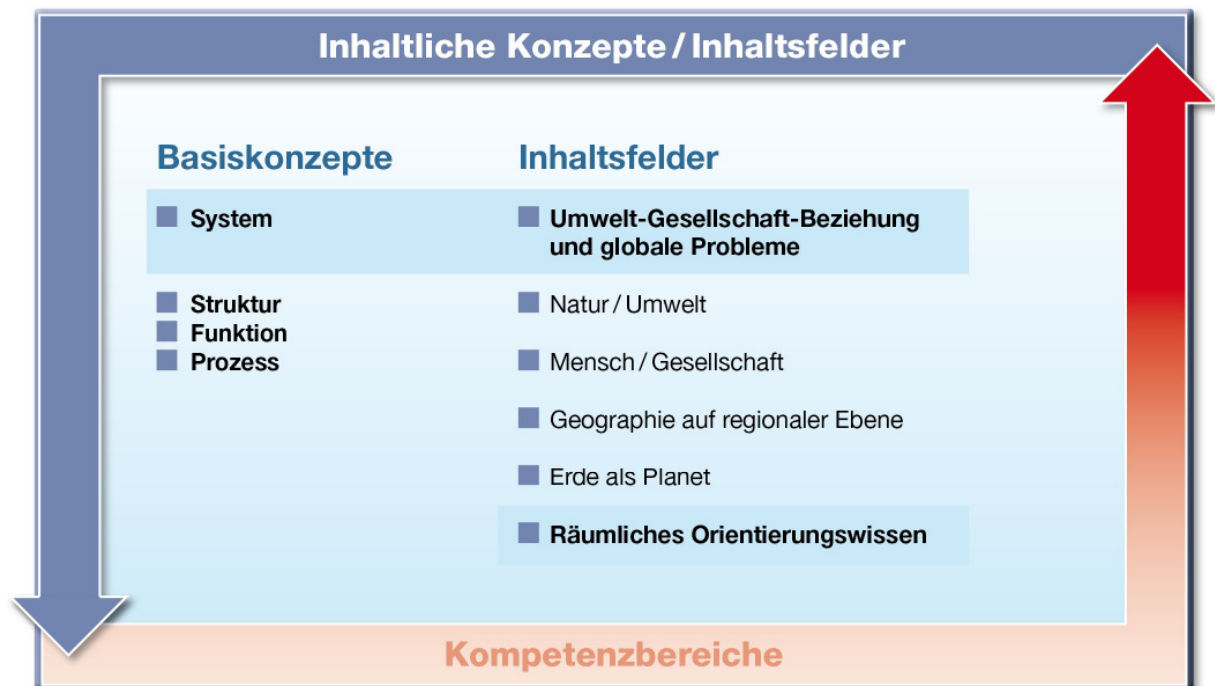 Inhaltliche Konzepte / Inhaltsfelder
Basiskonzepte
System
Struktur
Funktion
Prozess
Inhaltsfelder
Umwelt-Gesellschaft-Beziehung
und globale Probleme
Natur / Umwelt
Mensch / Gesellschaft
Geographie auf regionaler Ebene
Erde als Planet
Räumliches Orientierungswissen
Kompetenzbereiche